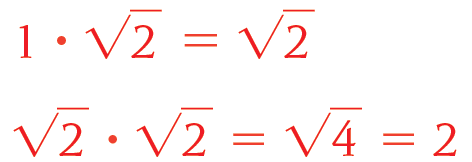 1 · √2 = √2
√2 · √2 = √4 = 2